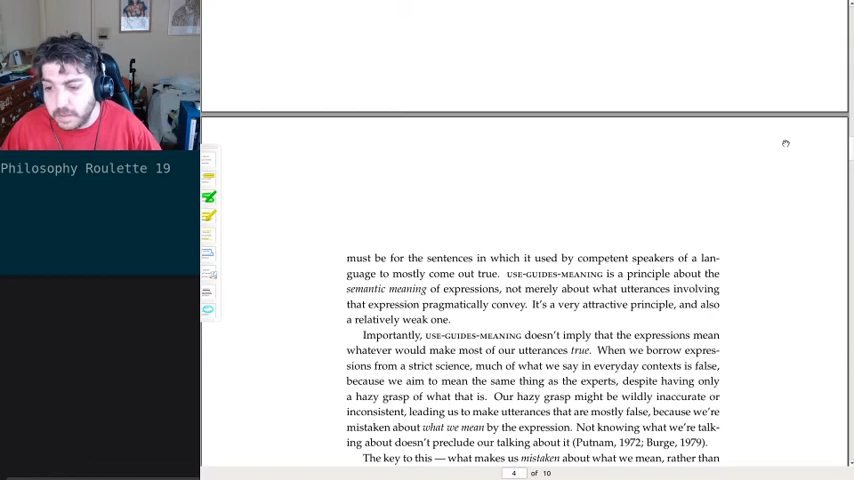 Philosophy Roulette 19
must be for the sentences in which it used by competent speakers of a lan-
guage to mostly come out true. USE-GUIDES-MEANING is a principle about the
semantic meaning of expressions, not merely about what utterances involving
that expression pragmatically convey. It's a very attractive principle, and also
a relatively weak one.
Importantly, USE-GUIDES-MEANING doesn't imply that the expressions mean
whatever would make most of our utterances true. When we borrow expres-
sions from a strict science, much of what we say in everyday contexts is false,
because we aim to mean the same thing as the experts, despite having only
a hazy grasp of what that is. Our hazy grasp might be wildly inaccurate or
inconsistent, leading us to make utterances that are mostly false, because we're
mistaken about what we mean by the expression. Not knowing what we're talk-
ing about doesn't preclude our talking about it (Putnam, 1972; Burge, 1979).
The key to this — what makes us mistaken about what we mean, rather than
4 of 10